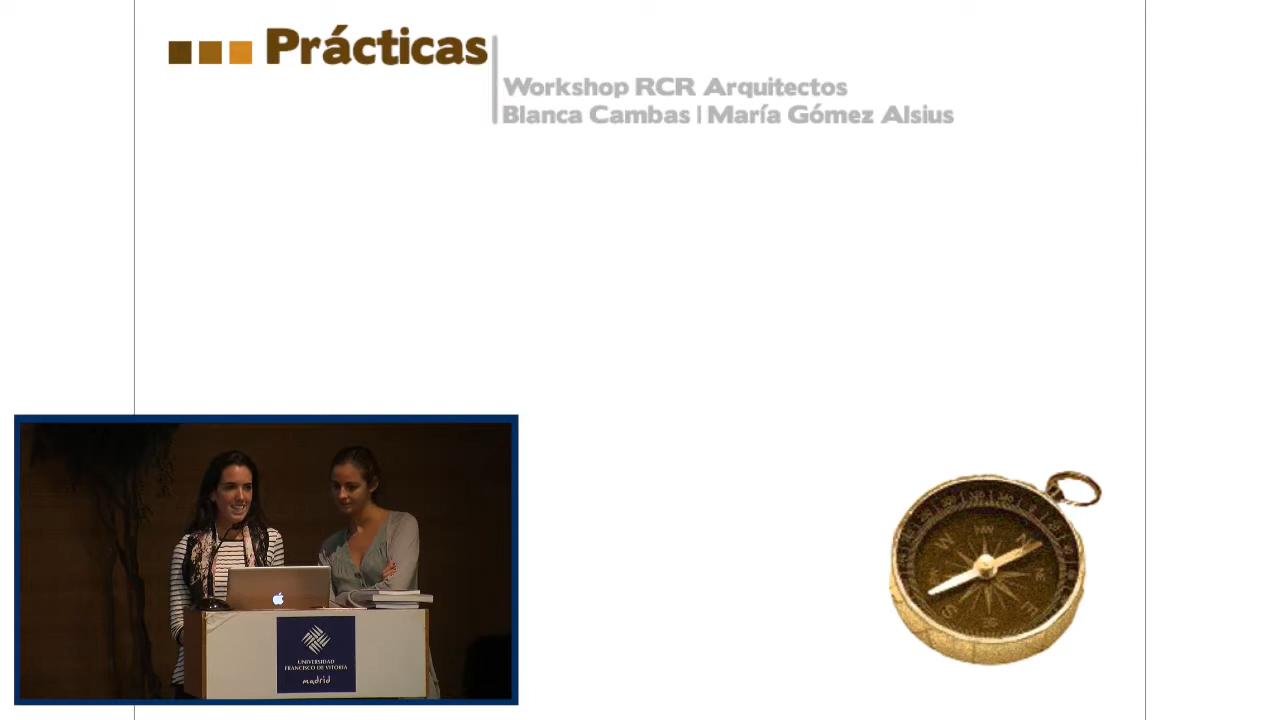 Prácticas
Workshop RCR Arquitectos
Blanca Cambas | María Gómez Alsius
UNIVERSIDAD
FRANCISCO DE VITORIA
madrid
N
W
S
E